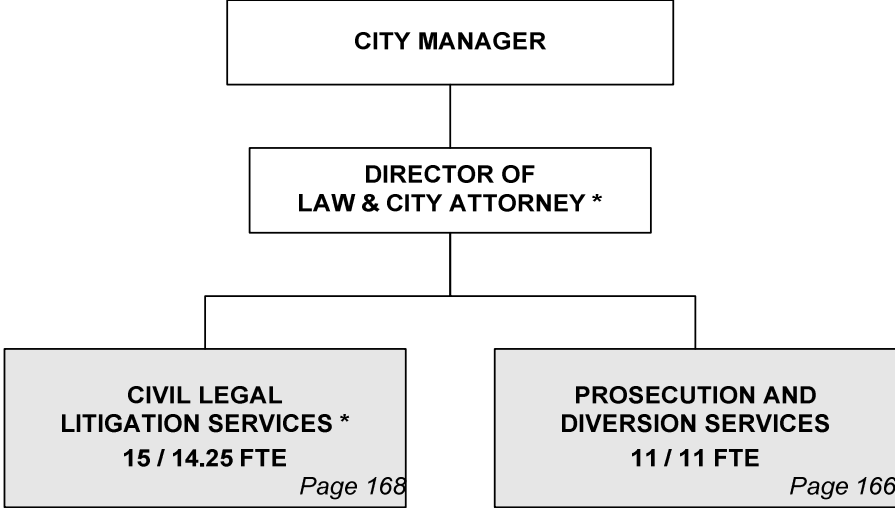 CITY MANAGER
DIRECTOR OF
LAW & CITY ATTORNEY *
CIVIL LEGAL
LITIGATION SERVICES *
15 / 14.25 FTE
Page 168
PROSECUTION AND
DIVERSION SERVICES
11 / 11 FTE
Page 166